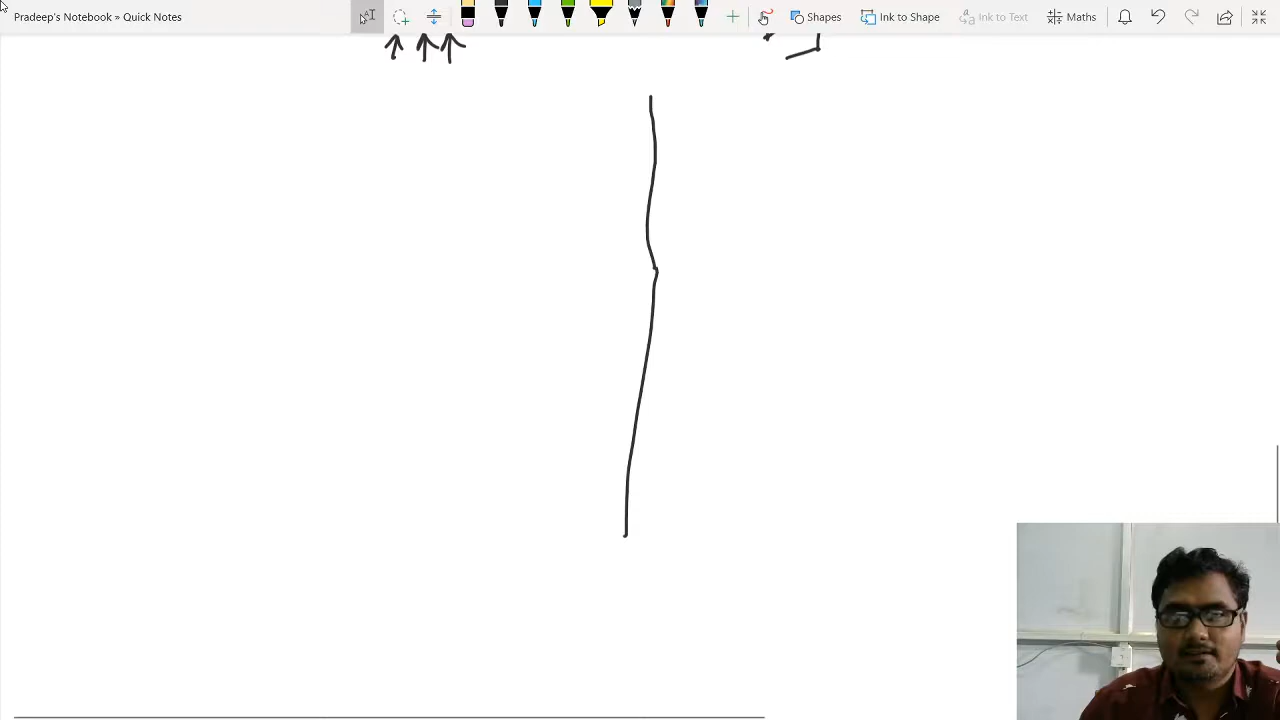 Pradeep's Notebook » Quick Notes
Shapes
Ink to Shape
Ink to Text
Maths